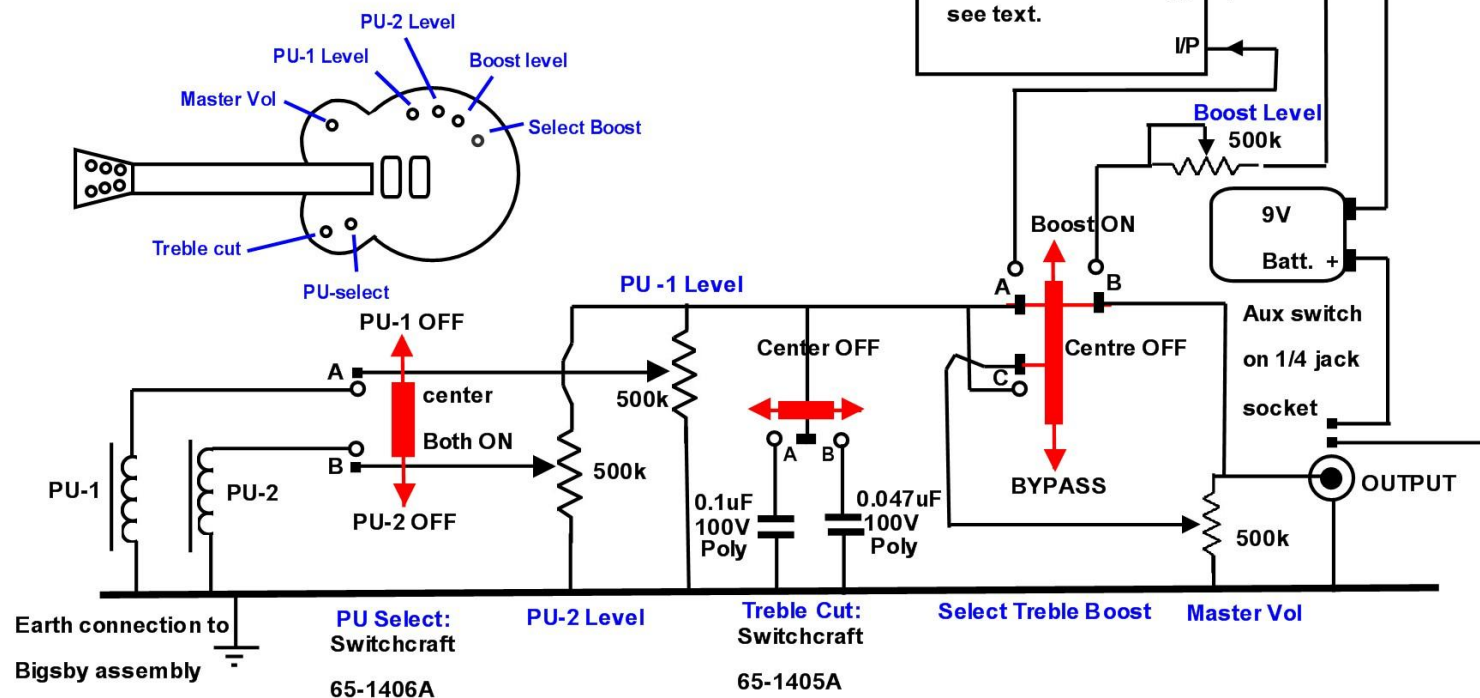 see text.
I/P
PU-2 Level
PU-1 Level
Boost level
Master Vol
Select Boost
Treble cut
PU-select
Boost Level
500k
9V
Batt. +
Boost ON
A
B
Centre OFF
C
BYPASS
Aux switch
on 1/4 jack
socket
OUTPUT
PU -1 Level
500k
PU-1 OFF
A
center
Both ON
B
PU-2 OFF
PU-1
PU-2
500k
Center OFF
A
B
0.1uF
100V
Poly
0.047uF
100V
Poly
500k
Earth connection to
Bigsby assembly
PU Select:
Switchcraft
65-1406A
PU-2 Level
Treble Cut:
Switchcraft
65-1405A
Select Treble Boost
Master Vol